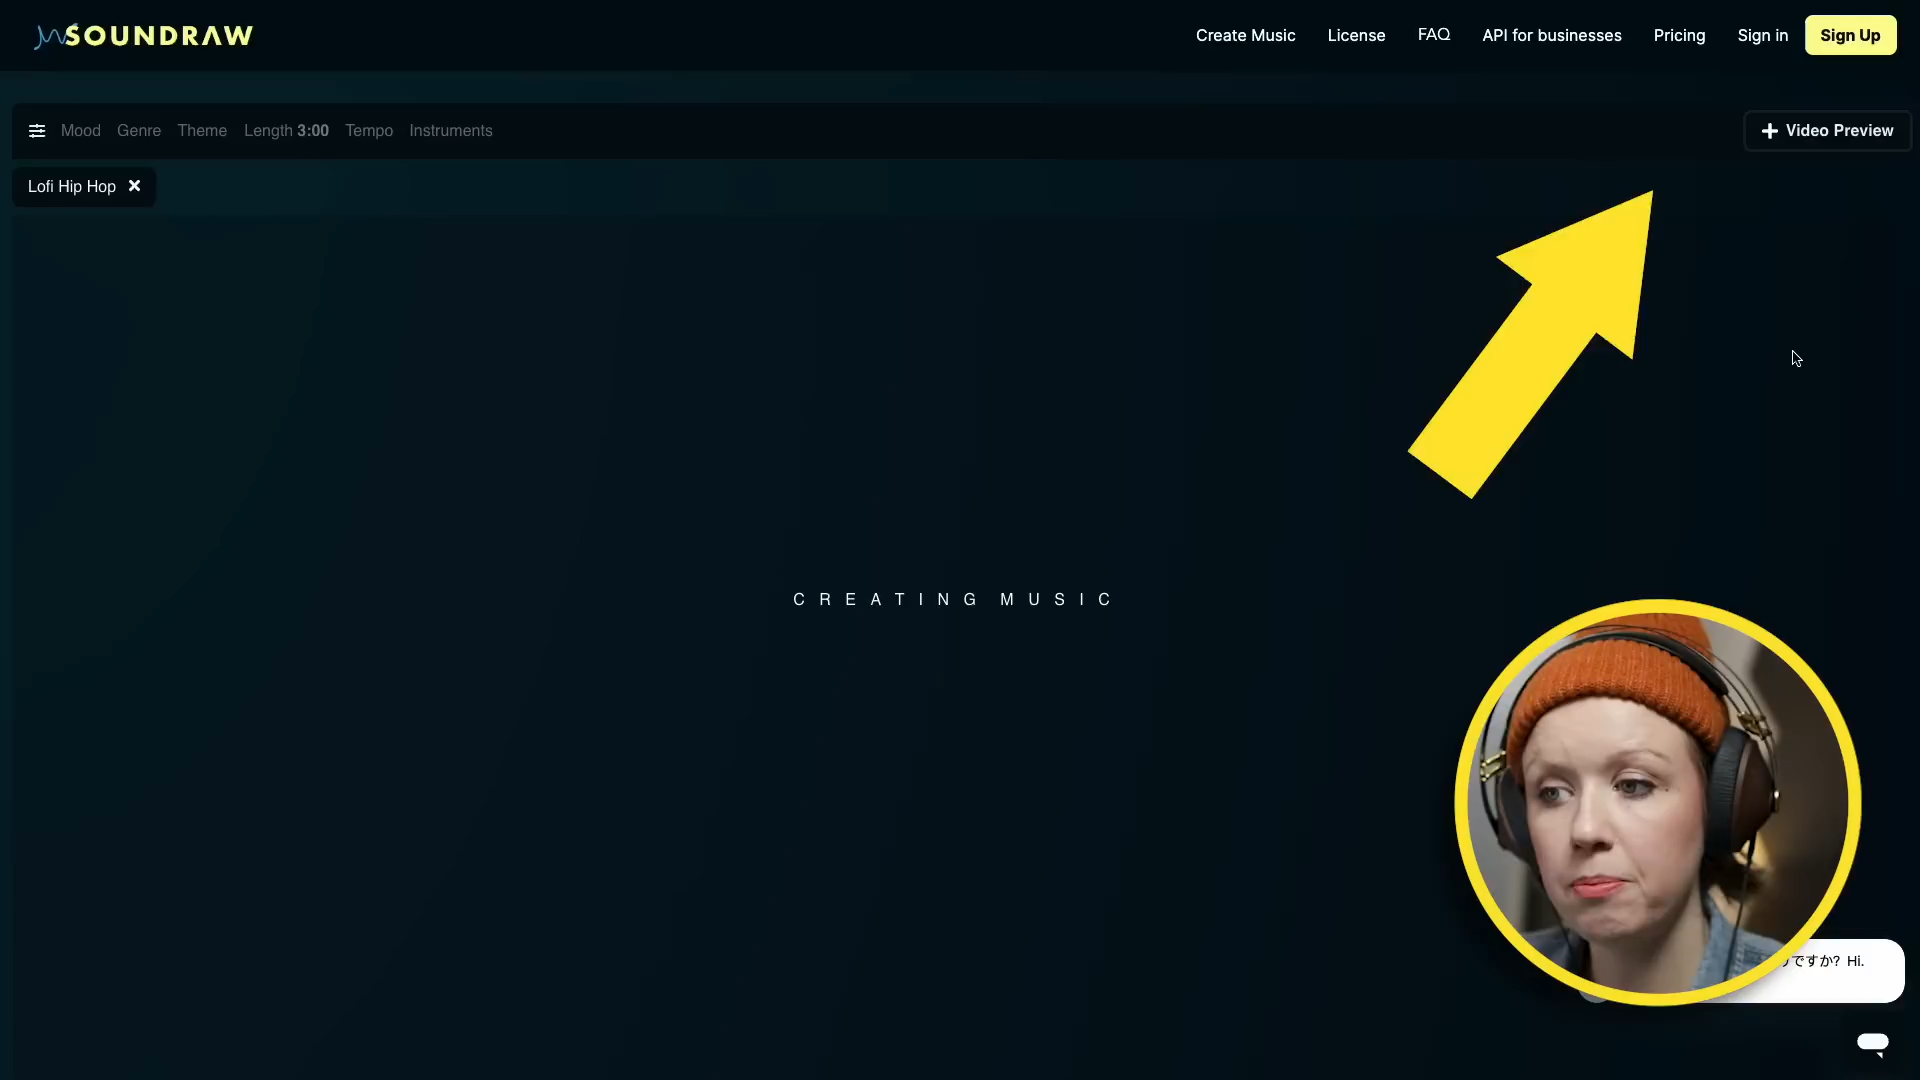 SOUNDRAW
Create Music License FAQ API for businesses Pricing Sign in Sign Up
Mood Genre Theme Length 3:00 Tempo Instruments
Video Preview
Lofi Hip Hop
CREATING MUSIC
ですか? Hi.